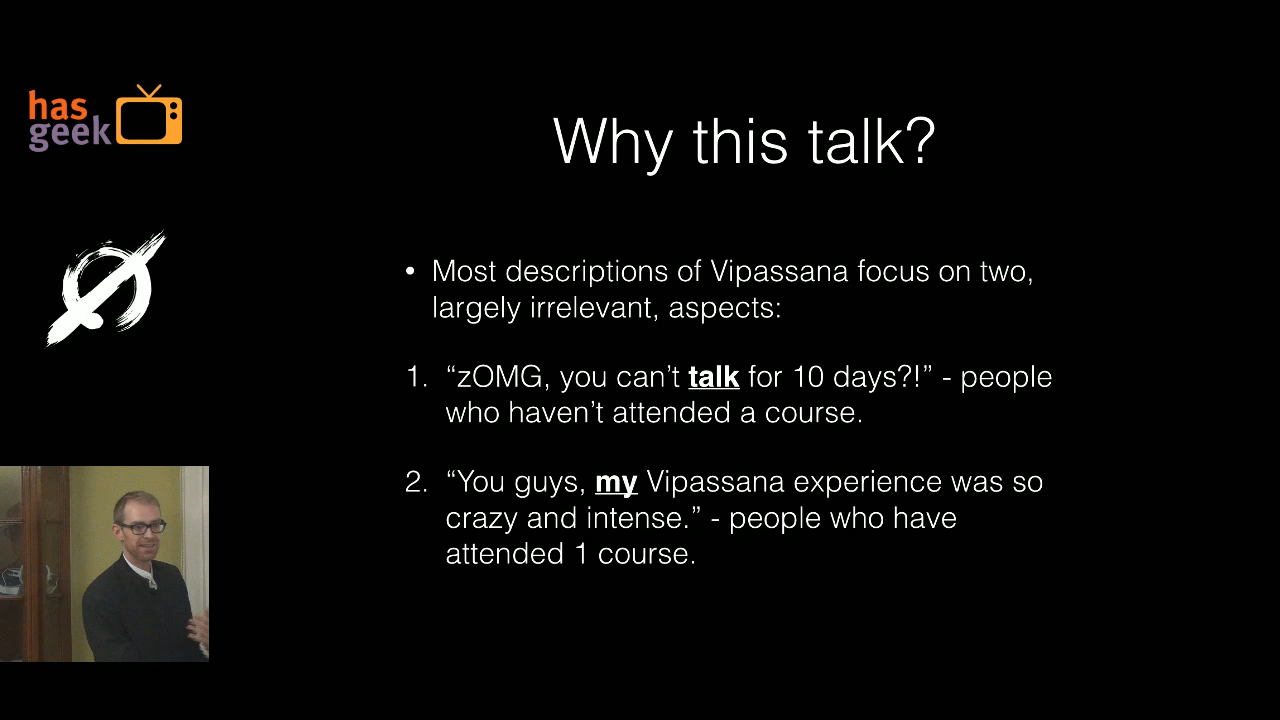 has
geek
Why this talk?
• Most descriptions of Vipassana focus on two,
largely irrelevant, aspects:
1. “zOMG, you can’t talk for 10 days?!” - people
who haven’t attended a course.
2. “You guys, my Vipassana experience was so
crazy and intense.” - people who have
attended 1 course.